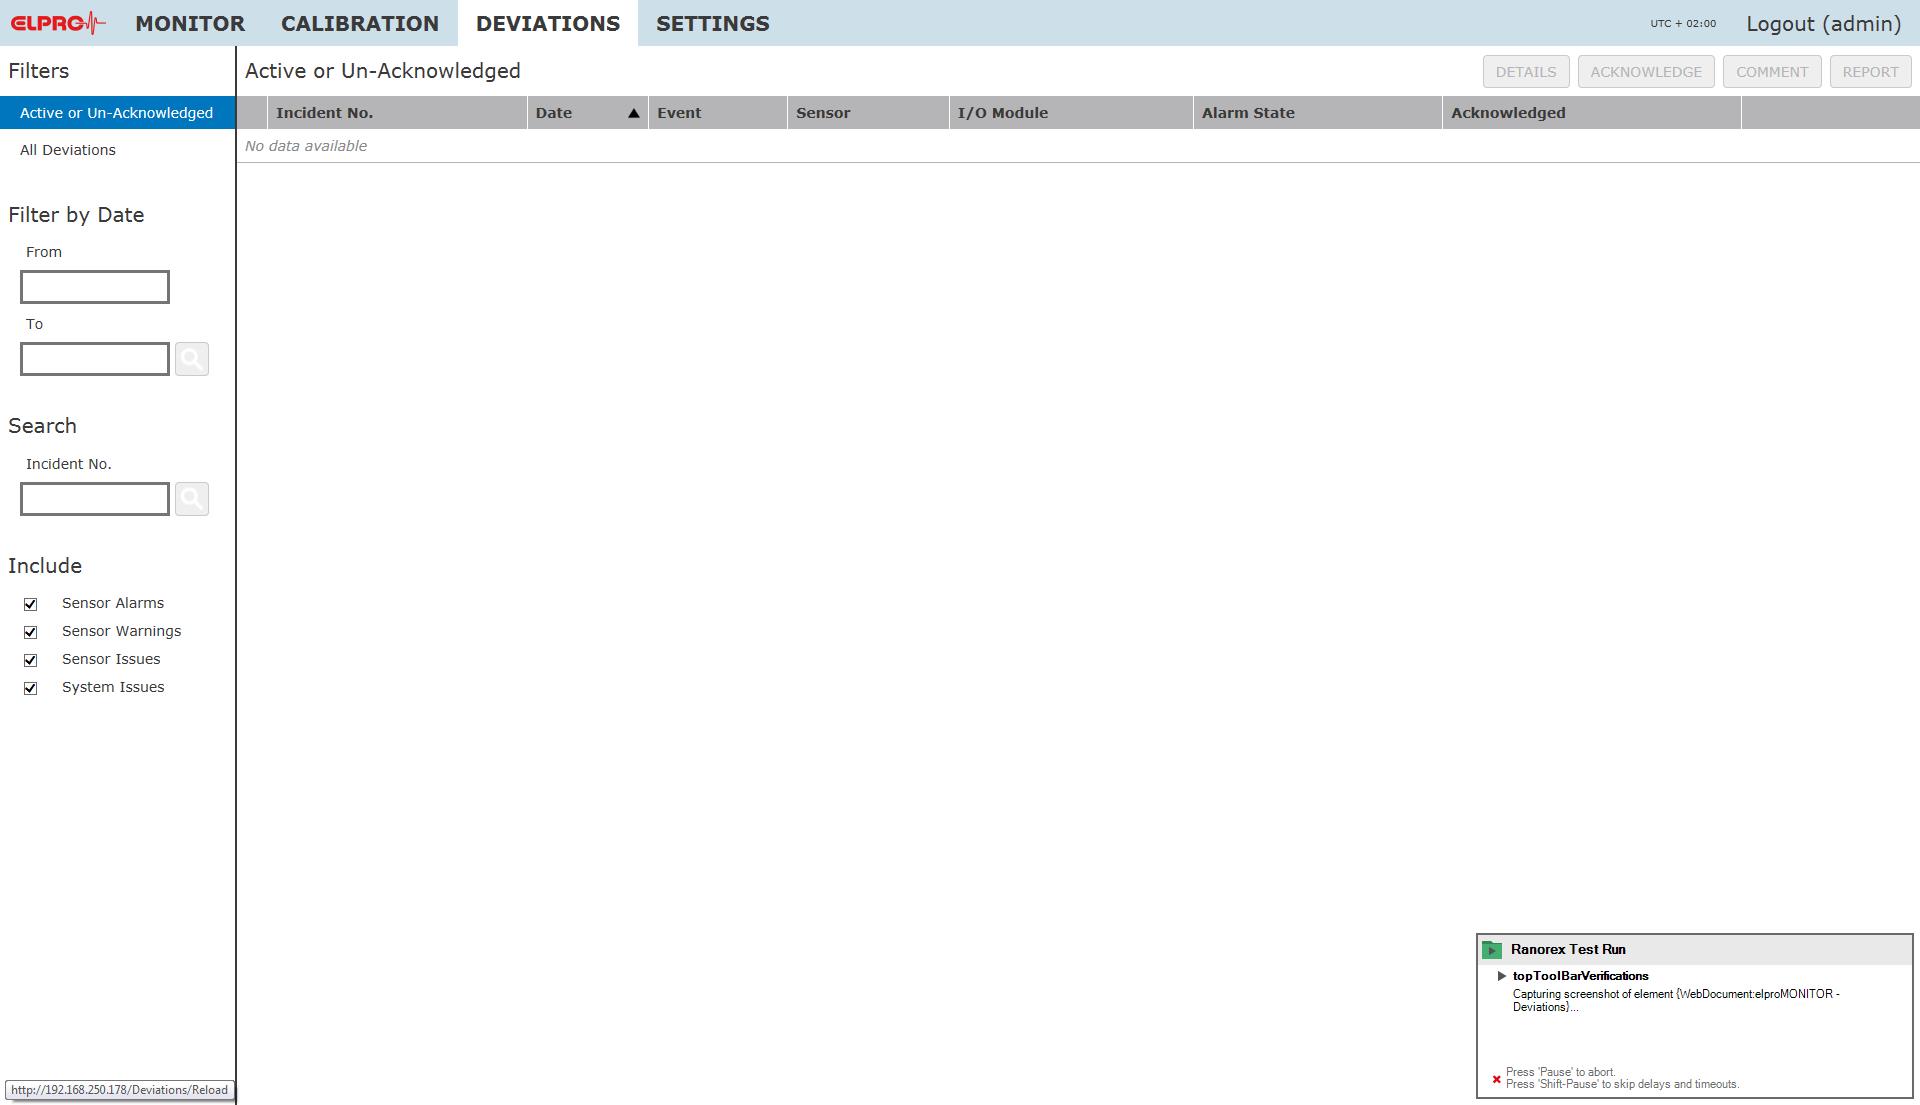 ELPRO MONITOR CALIBRATION DEVIATIONS SETTINGS UTC + 02:00 Logout (admin)
Filters
Active or Un-Acknowledged
All Deviations
Filter by Date
From
To
Search
Incident No.
Include
Sensor Alarms
Sensor Warnings
Sensor Issues
System Issues
Active or Un-Acknowledged DETAILS ACKNOWLEDGE COMMENT REPORT
Incident No. Date Event Sensor I/O Module Alarm State Acknowledged
No data available
Ranorex Test Run
topToolBarVerifications
Capturing screenshot of element {WebDocument:elproMONITOR -
Deviations}...
Press 'Pause' to abort.
Press 'Shift-Pause' to skip delays and timeouts.
http://192.168.250.178/Deviations/Reload